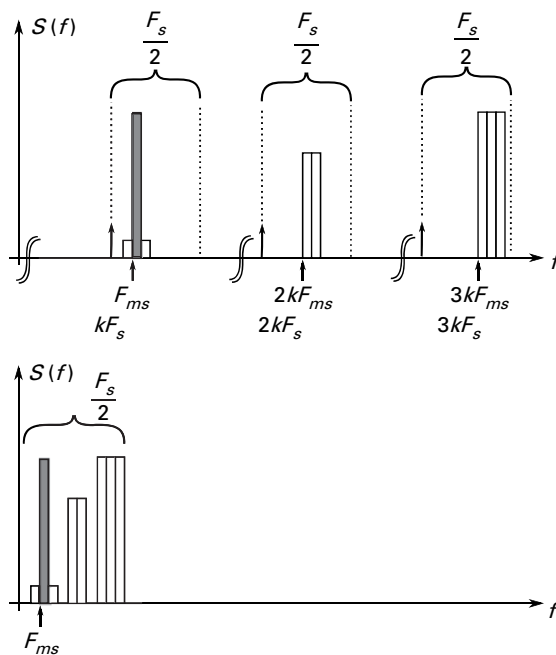 S(f)
F_s/2
F_s/2
F_s/2
f
F_ms
2kF_ms
3kF_ms
kF_s
2kF_s
3kF_s
S(f)
F_s/2
f
F_ms